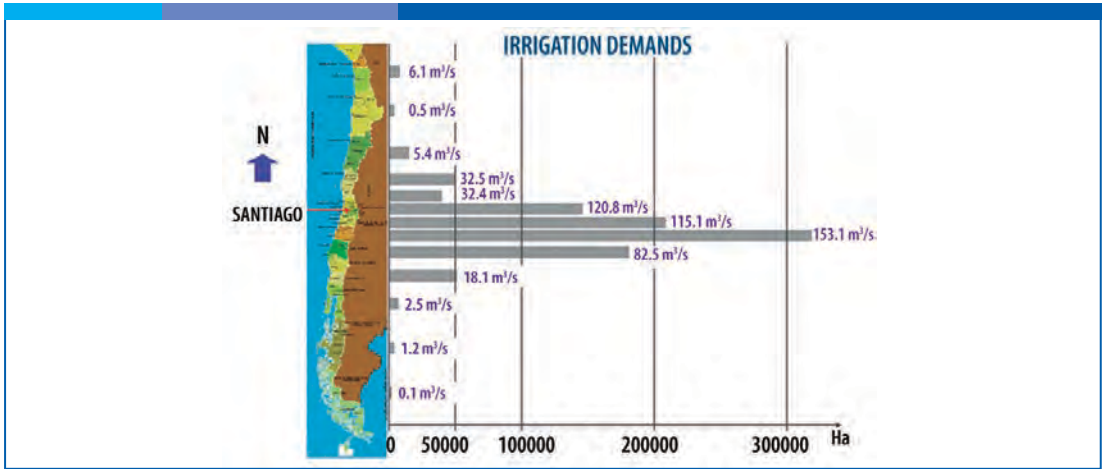 IRRIGATION DEMANDS
6.1 m³/s
0.5 m³/s
N
5.4 m³/s
32.5 m³/s
32.4 m³/s
SANTIAGO
120.8 m³/s
115.1 m³/s
153.1 m³/s
82.5 m³/s
18.1 m³/s
2.5 m³/s
1.2 m³/s
0.1 m³/s
0 50000 100000 200000 300000 Ha